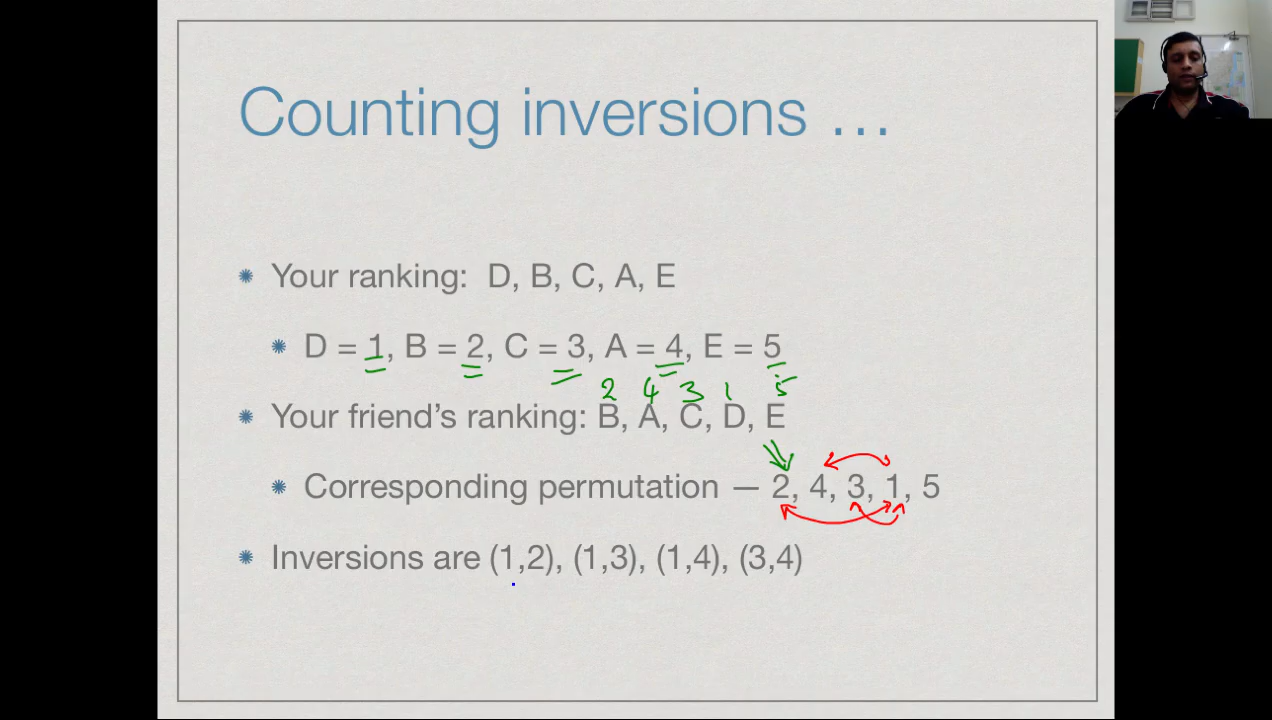 Counting inversions …
Your ranking: D, B, C, A, E
D = 1, B = 2, C = 3, A = 4, E = 5
2 4 3 1 5
Your friend’s ranking: B, A, C, D, E
Corresponding permutation — 2, 4, 3, 1, 5
Inversions are (1,2), (1,3), (1,4), (3,4)